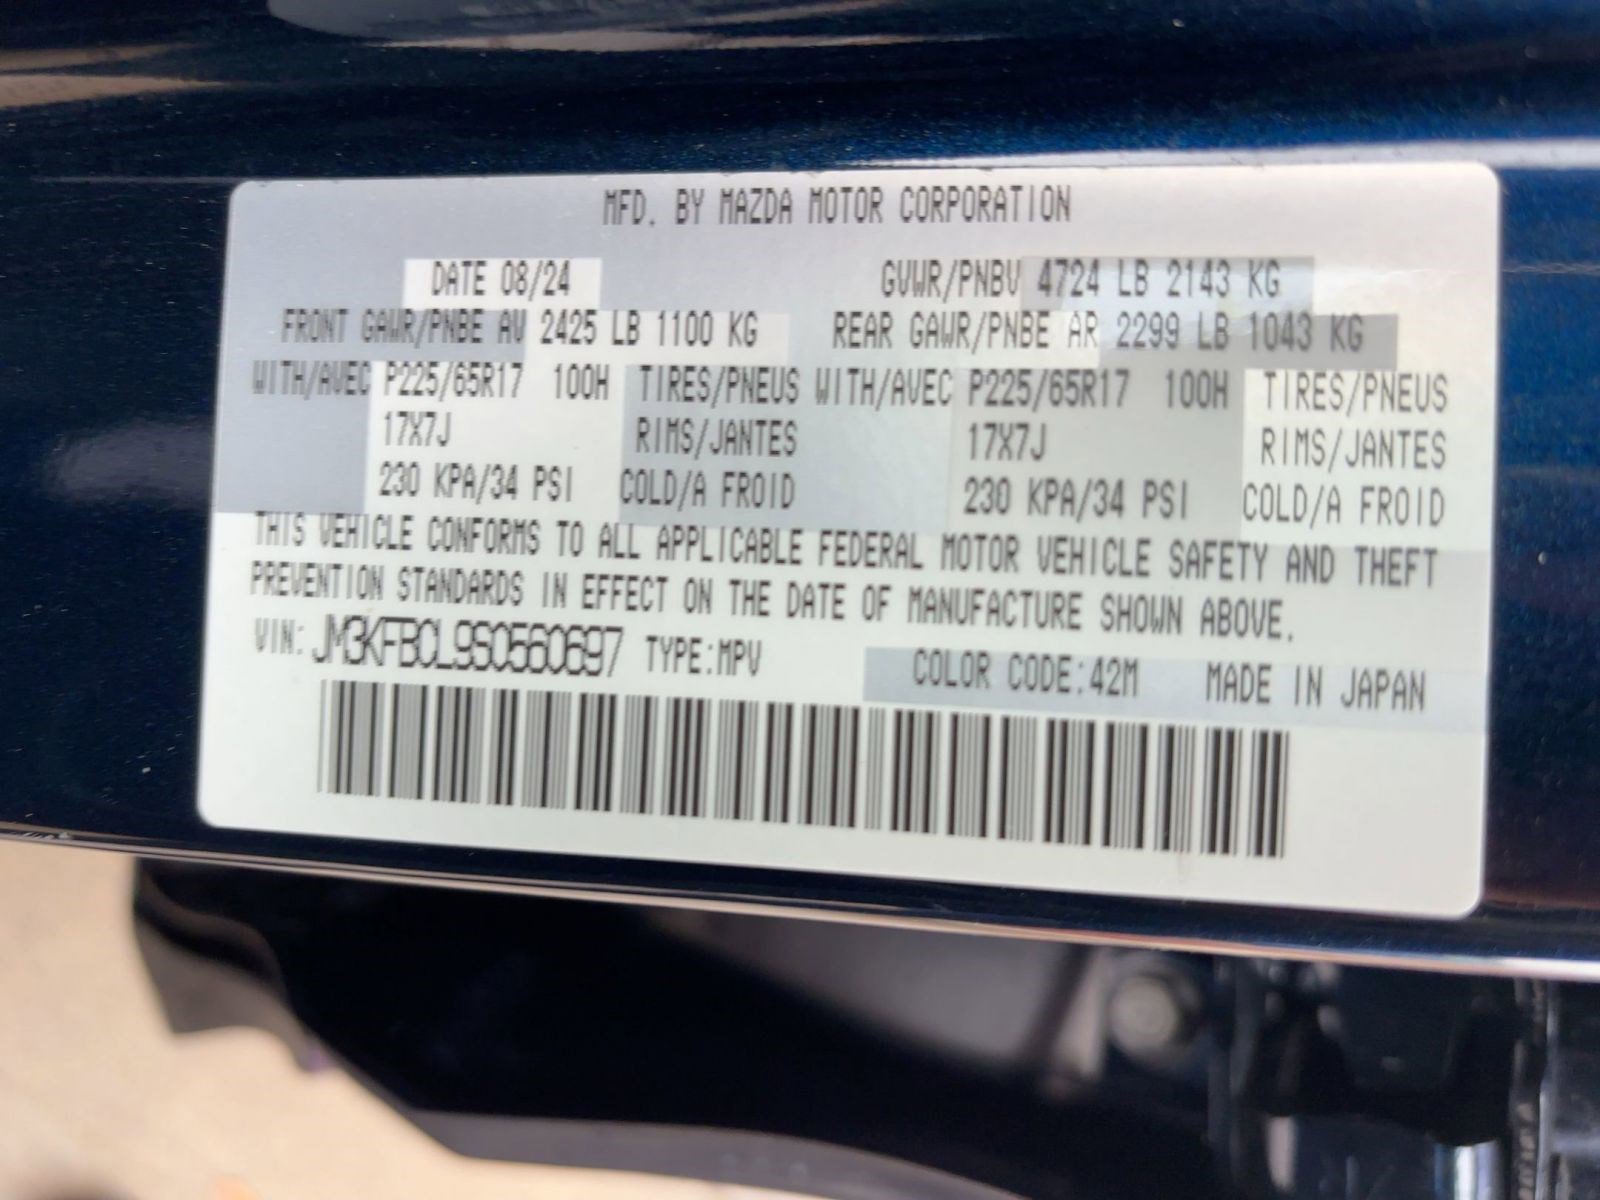 MFD. BY MAZDA MOTOR CORPORATION
DATE 08/24 GVWR/PNBV 4724 LB 2143 KG
FRONT GAWR/PNBE AV 2425 LB 1100 KG REAR GAWR/PNBE AR 2299 LB 1043 KG
WITH/AVEC P225/65R17 100H TIRES/PNEUS WITH/AVEC P225/65R17 100H TIRES/PNEUS
17X7J RIMS/JANTES 17X7J RIMS/JANTES
230 KPA/34 PSI COLD/A FROID 230 KPA/34 PSI COLD/A FROID
THIS VEHICLE CONFORMS TO ALL APPLICABLE FEDERAL MOTOR VEHICLE SAFETY AND THEFT
PREVENTION STANDARDS IN EFFECT ON THE DATE OF MANUFACTURE SHOWN ABOVE.
VIN: JM3KFBCL9S0560697 TYPE:MPV COLOR CODE:42M MADE IN JAPAN